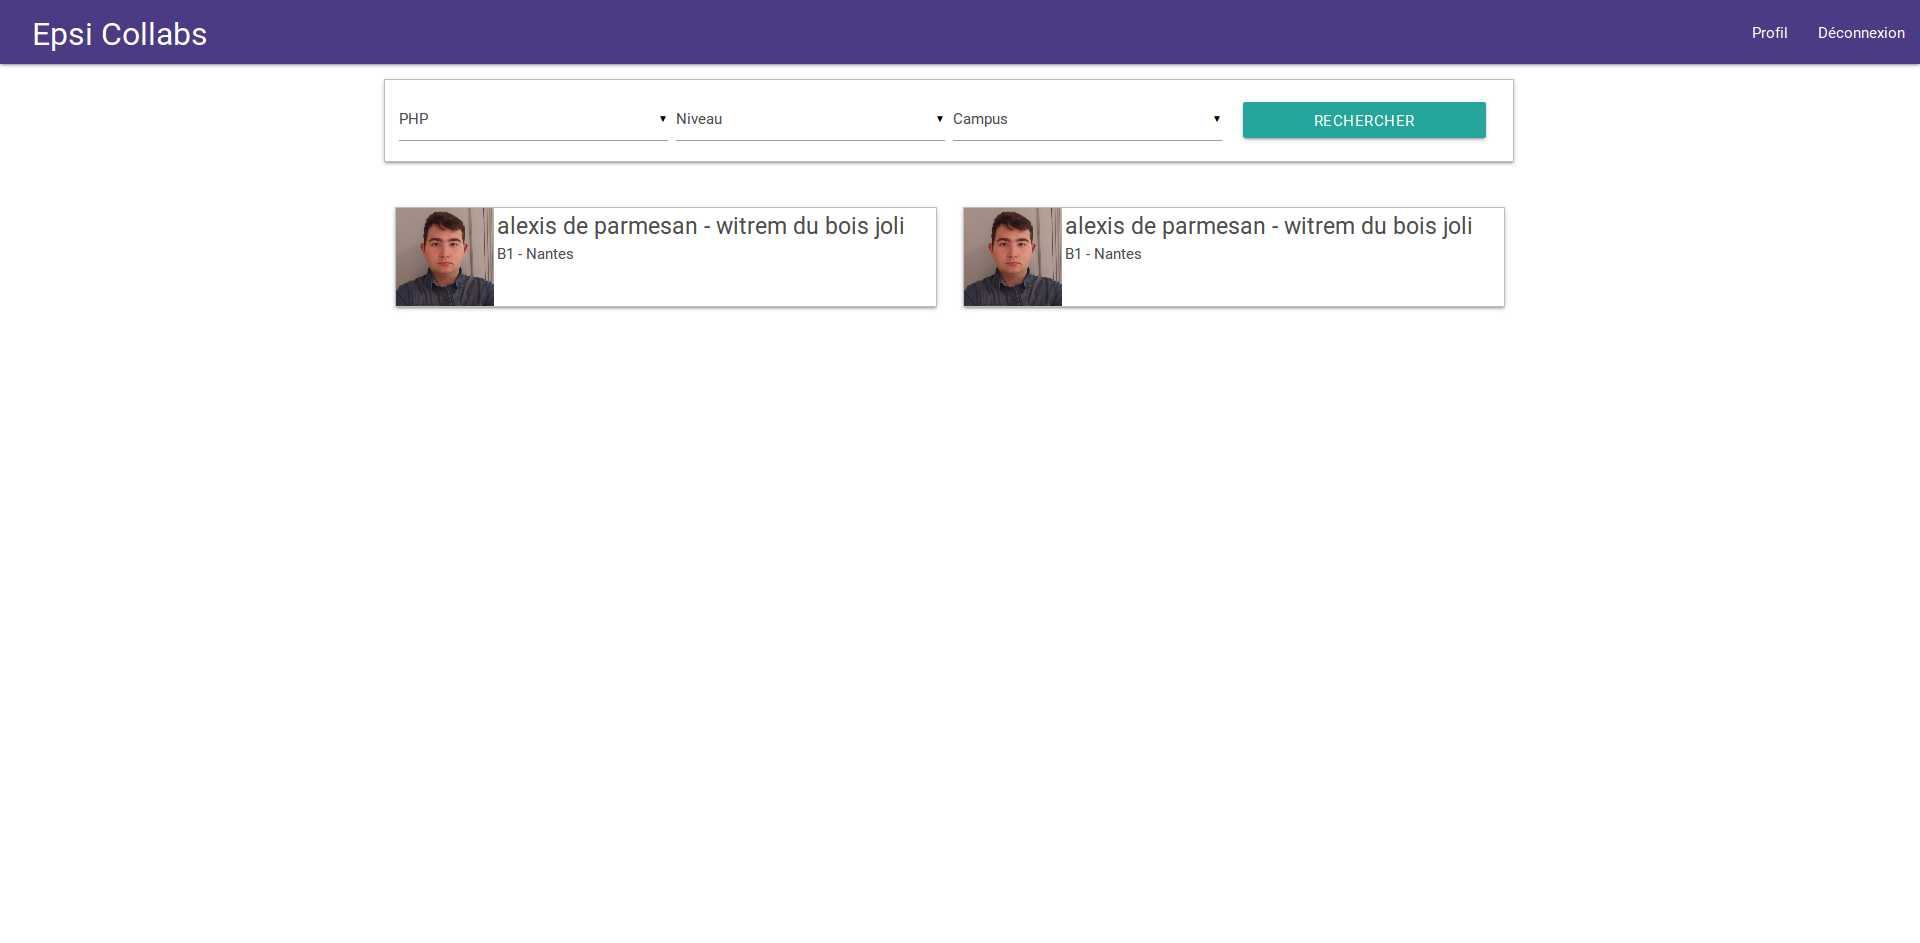 Epsi Collabs
Profil
Déconnexion
PHP
Niveau
Campus
RECHERCHER
alexis de parmesan - witrem du bois joli
B1 - Nantes
alexis de parmesan - witrem du bois joli
B1 - Nantes